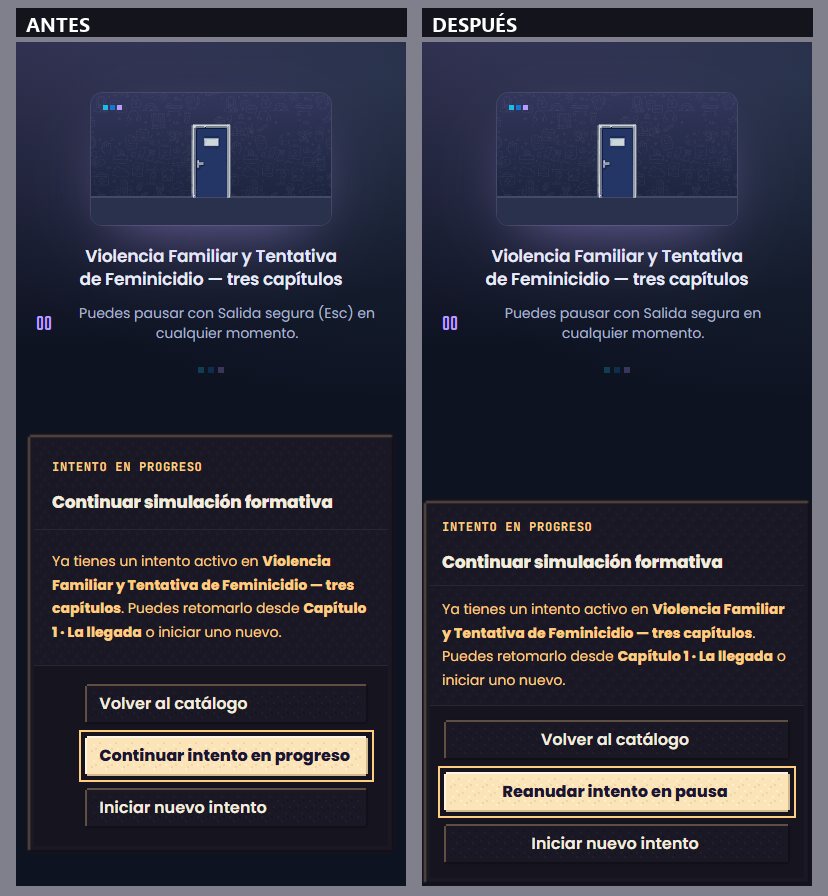 ANTES
Violencia Familiar y Tentativa
de Feminicidio — tres capítulos
Puedes pausar con Salida segura (Esc) en
cualquier momento.
INTENTO EN PROGRESO
Continuar simulación formativa
Ya tienes un intento activo en Violencia
Familiar y Tentativa de Feminicidio — tres
capítulos. Puedes retomarlo desde Capítulo
1 · La llegada o iniciar uno nuevo.
Volver al catálogo
Continuar intento en progreso
Iniciar nuevo intento
DESPUÉS
Violencia Familiar y Tentativa
de Feminicidio — tres capítulos
Puedes pausar con Salida segura en
cualquier momento.
INTENTO EN PROGRESO
Continuar simulación formativa
Ya tienes un intento activo en Violencia Familiar
y Tentativa de Feminicidio — tres capítulos.
Puedes retomarlo desde Capítulo 1 · La llegada o
iniciar uno nuevo.
Volver al catálogo
Reanudar intento en pausa
Iniciar nuevo intento